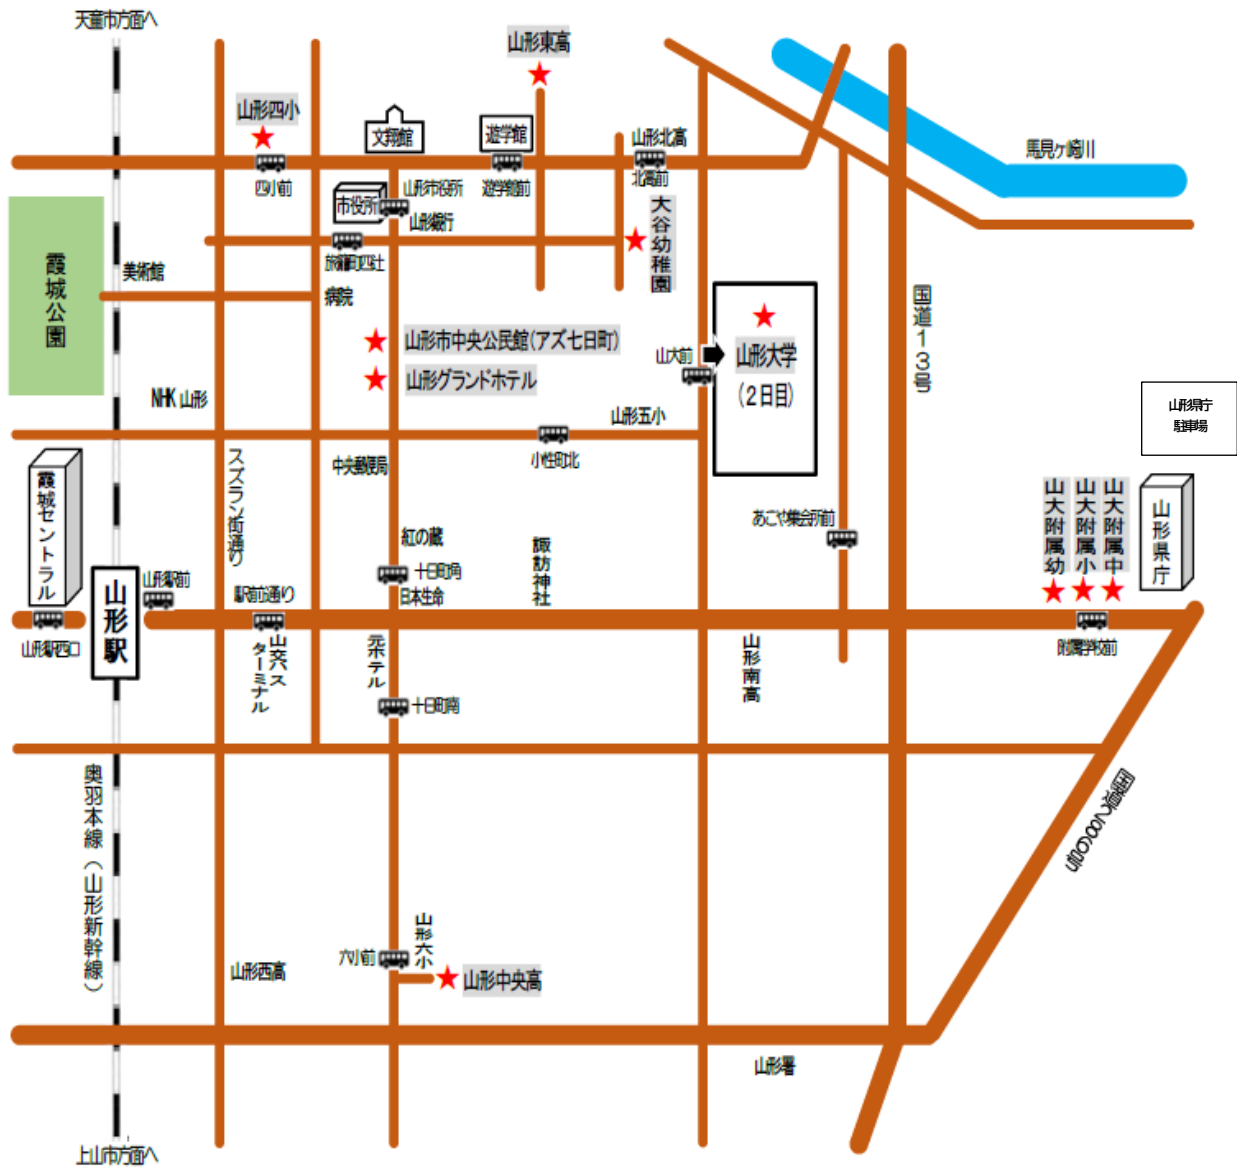 天童市方面へ
山形東高
山形四小
文翔館
遊学館
山形北高
馬見ヶ崎川
四小前
山形市役所
遊学館前
北高前
市役所
山形銀行
大谷幼稚園
旅籠町四辻
美術館
病院
霞城公園
国道13号
山形市中央公民館(アズ七日町)
山大前
山形大学
(2日目)
山形グランドホテル
NHK 山形
山形五小
山形県庁
駐車場
スズラン街通り
中央郵便局
小性町北
霞城セントラル
山大附属幼
山大附属小
山大附属中
山形県庁
あこや集会所前
紅の蔵
諏訪神社
十日町角
山形駅前
駅前通り
日本生命
山形駅
山形駅西口
山交バス
ターミナル
元ホテル
山形南高
附属学校前
十日町南
奥羽本線(山形新幹線)
山形六小
六小前
山形西高
山形中央高
山形署
上山市方面へ